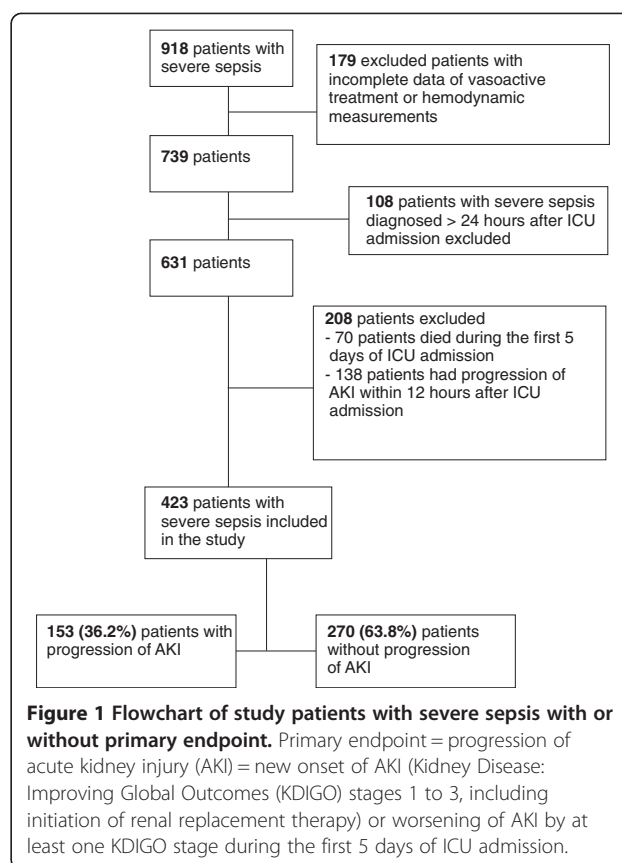 918 patients with
severe sepsis
179 excluded patients with
incomplete data of vasoactive
treatment or hemodynamic
measurements
739 patients
108 patients with severe sepsis
diagnosed > 24 hours after ICU
admission excluded
631 patients
208 patients excluded
- 70 patients died during the first 5
days of ICU admission
- 138 patients had progression of
AKI within 12 hours after ICU
admission
423 patients with
severe sepsis included
in the study
153 (36.2%) patients with
progression of AKI
270 (63.8%) patients
without progression
of AKI
Figure 1 Flowchart of study patients with severe sepsis with or
without primary endpoint. Primary endpoint = progression of
acute kidney injury (AKI) = new onset of AKI (Kidney Disease:
Improving Global Outcomes (KDIGO) stages 1 to 3, including
initiation of renal replacement therapy) or worsening of AKI by at
least one KDIGO stage during the first 5 days of ICU admission.